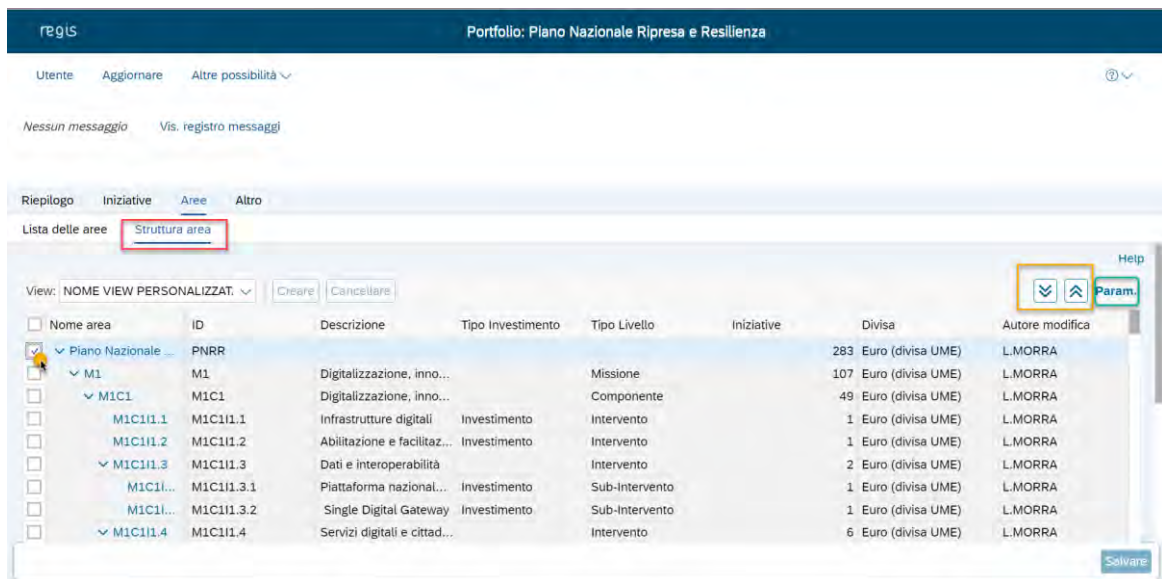 regis Portfolio: Piano Nazionale Ripresa e Resilienza
Utente Aggiornare Altre possibilità
Nessun messaggio Vis. registro messaggi
Riepilogo Iniziative Aree Altro
Lista delle aree Struttura area
Help
View: NOME VIEW PERSONALIZZAT. Creare Cancellare Param.
Nome area ID Descrizione Tipo Investimento Tipo Livello Iniziative Divisa Autore modifica
Piano Nazionale ... PNRR 283 Euro (divisa UME) L.MORRA
M1 M1 Digitalizzazione, inno... Missione 107 Euro (divisa UME) L.MORRA
M1C1 M1C1 Digitalizzazione, inno... Componente 49 Euro (divisa UME) L.MORRA
M1C1I1.1 M1C1I1.1 Infrastrutture digitali Investimento Intervento 1 Euro (divisa UME) L.MORRA
M1C1I1.2 M1C1I1.2 Abilitazione e facilitaz... Investimento Intervento 1 Euro (divisa UME) L.MORRA
M1C1I1.3 M1C1I1.3 Dati e interoperabilità Intervento 2 Euro (divisa UME) L.MORRA
M1C1I... M1C1I1.3.1 Piattaforma nazional... Investimento Sub-Intervento 1 Euro (divisa UME) L.MORRA
M1C1I... M1C1I1.3.2 Single Digital Gateway Investimento Sub-Intervento 1 Euro (divisa UME) L.MORRA
M1C1I1.4 M1C1I1.4 Servizi digitali e cittad... Intervento 6 Euro (divisa UME) L.MORRA
Salvare